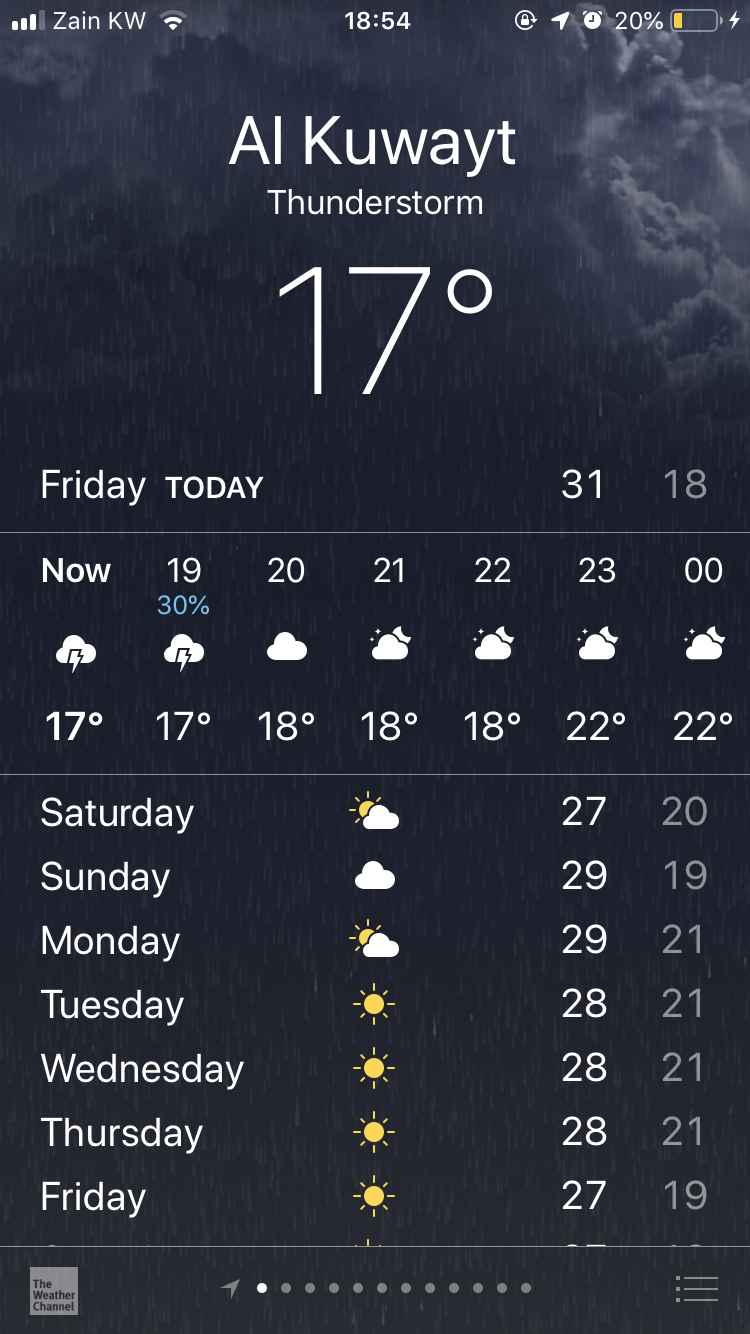 Zain KW 18:54 20%
Al Kuwayt
Thunderstorm
17°
Friday TODAY 31 18
Now 19 20 21 22 23 00
30%
17° 17° 18° 18° 18° 22° 22°
Saturday 27 20
Sunday 29 19
Monday 29 21
Tuesday 28 21
Wednesday 28 21
Thursday 28 21
Friday 27 19
The
Weather
Channel